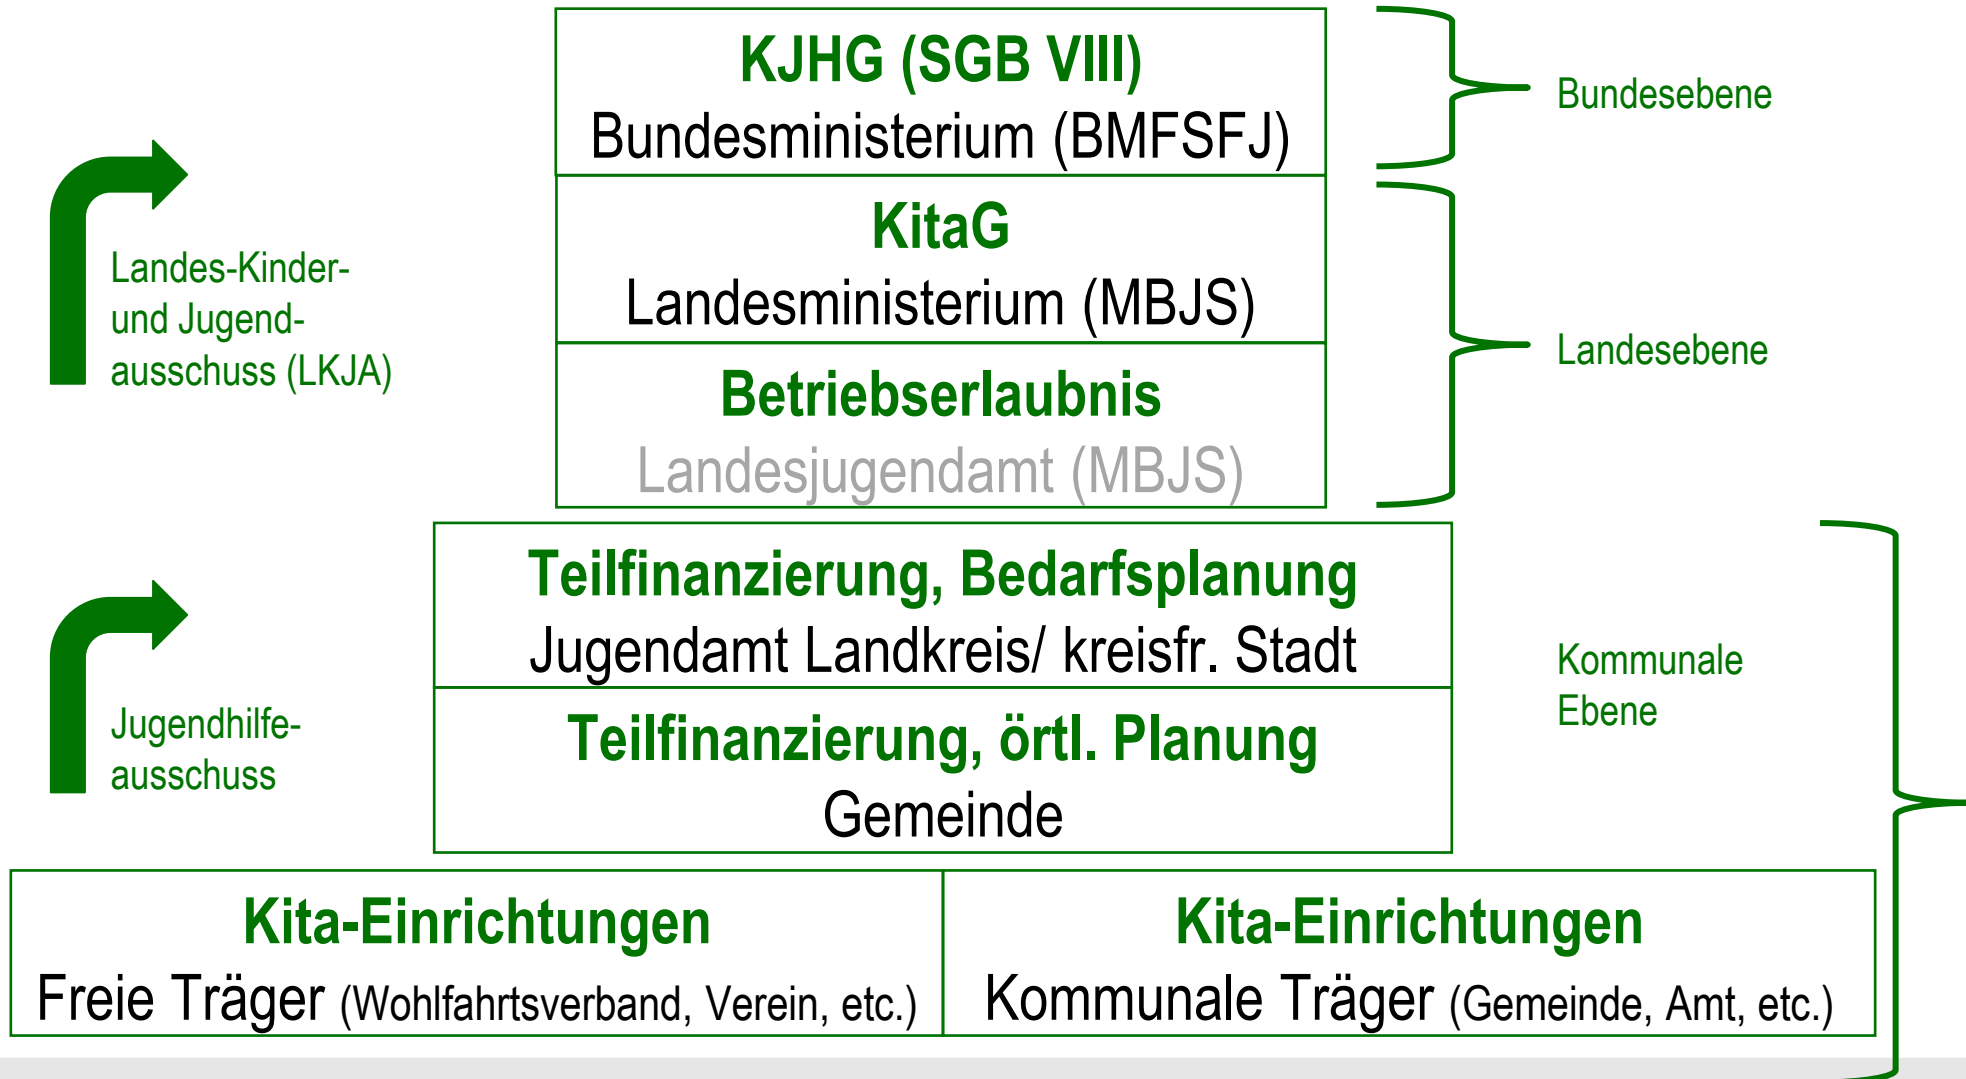 KJHG (SGB VIII)
Bundesministerium (BMFSFJ)
Bundesebene
KitaG
Landesministerium (MBJS)
Landes-Kinder-
und Jugend-
ausschuss (LKJA)
Landesebene
Betriebserlaubnis
Landesjugendamt (MBJS)
Teilfinanzierung, Bedarfsplanung
Jugendamt Landkreis/ kreisfr. Stadt
Kommunale
Ebene
Jugendhilfe-
ausschuss
Teilfinanzierung, örtl. Planung
Gemeinde
Kita-Einrichtungen
Freie Träger (Wohlfahrtsverband, Verein, etc.)
Kita-Einrichtungen
Kommunale Träger (Gemeinde, Amt, etc.)